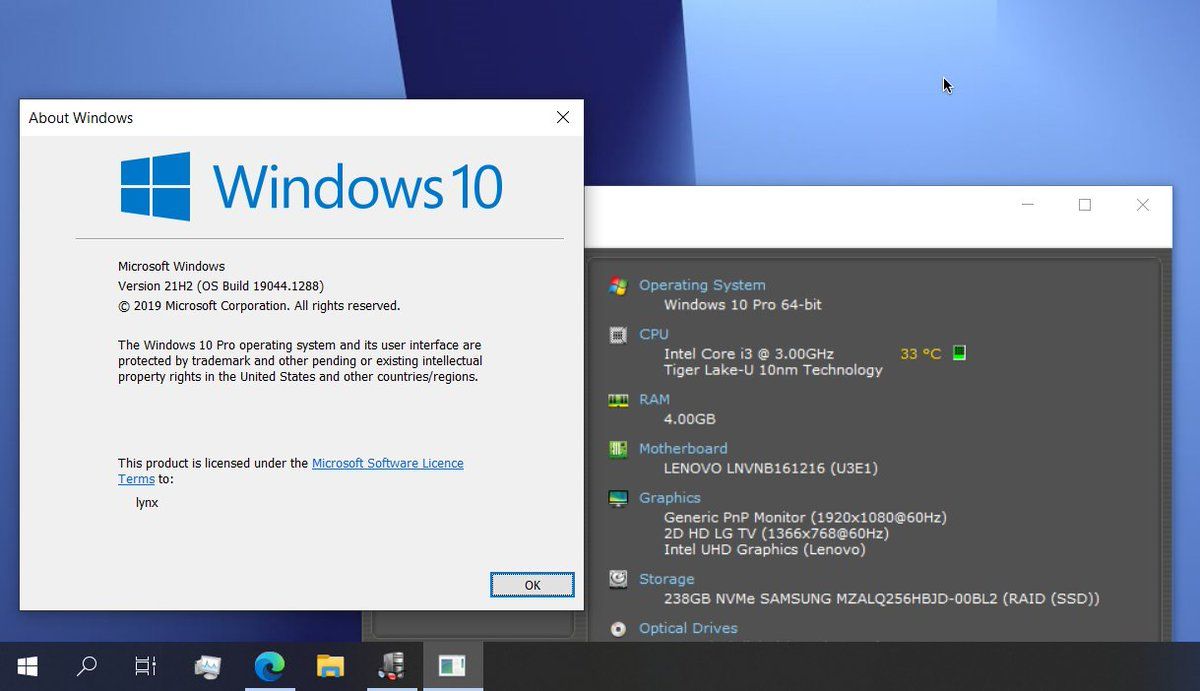 About Windows
Windows 10
Microsoft Windows
Version 21H2 (OS Build 19044.1288)
© 2019 Microsoft Corporation. All rights reserved.
The Windows 10 Pro operating system and its user interface are
protected by trademark and other pending or existing intellectual
property rights in the United States and other countries/regions.
This product is licensed under the Microsoft Software Licence
Terms to:
lynx
OK
Operating System
Windows 10 Pro 64-bit
CPU
Intel Core i3 @ 3.00GHz 33 °C
Tiger Lake-U 10nm Technology
RAM
4.00GB
Motherboard
LENOVO LNVNB161216 (U3E1)
Graphics
Generic PnP Monitor (1920x1080@60Hz)
2D HD LG TV (1366x768@60Hz)
Intel UHD Graphics (Lenovo)
Storage
238GB NVMe SAMSUNG MZALQ256HBJD-00BL2 (RAID (SSD))
Optical Drives